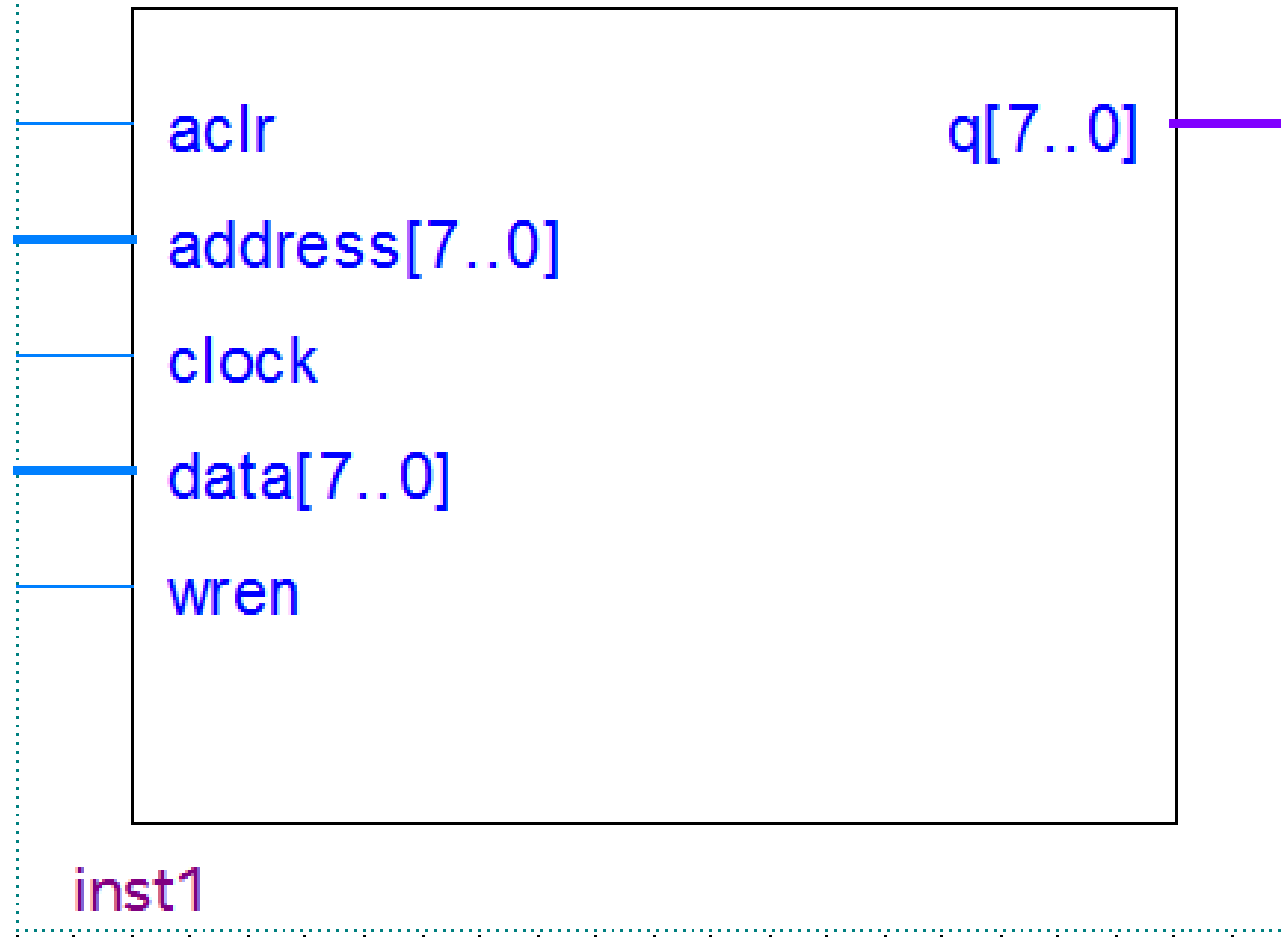 aclr q[7..0]
address[7..0]
clock
data[7..0]
wren
inst1